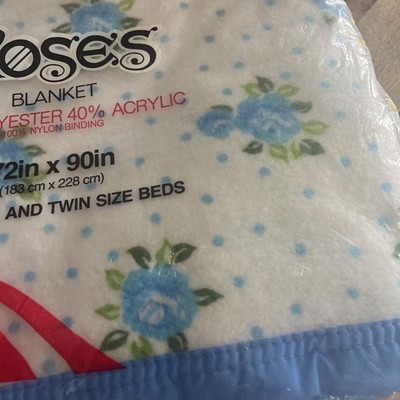 ROSES
BLANKET
YESTER 40% ACRYLIC
100% NYLON BINDING
72in x 90in
(183 cm x 228 cm)
AND TWIN SIZE BEDS